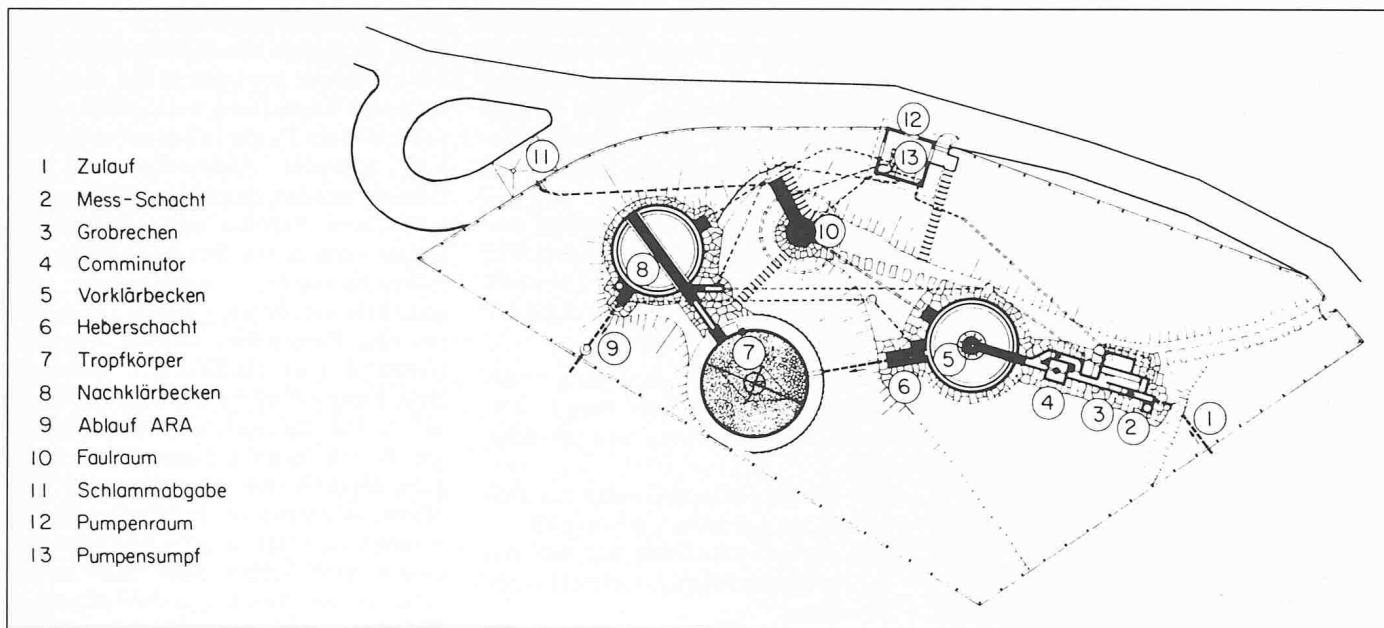 1 Zulauf
2 Mess-Schacht
3 Grobrechen
4 Comminutor
5 Vorklärbecken
6 Heberschacht
7 Tropfkörper
8 Nachklärbecken
9 Ablauf ARA
10 Faulraum
11 Schlammabgabe
12 Pumpenraum
13 Pumpensumpf
12
13
11
10
8
7
9
5
6
4
3
2
1